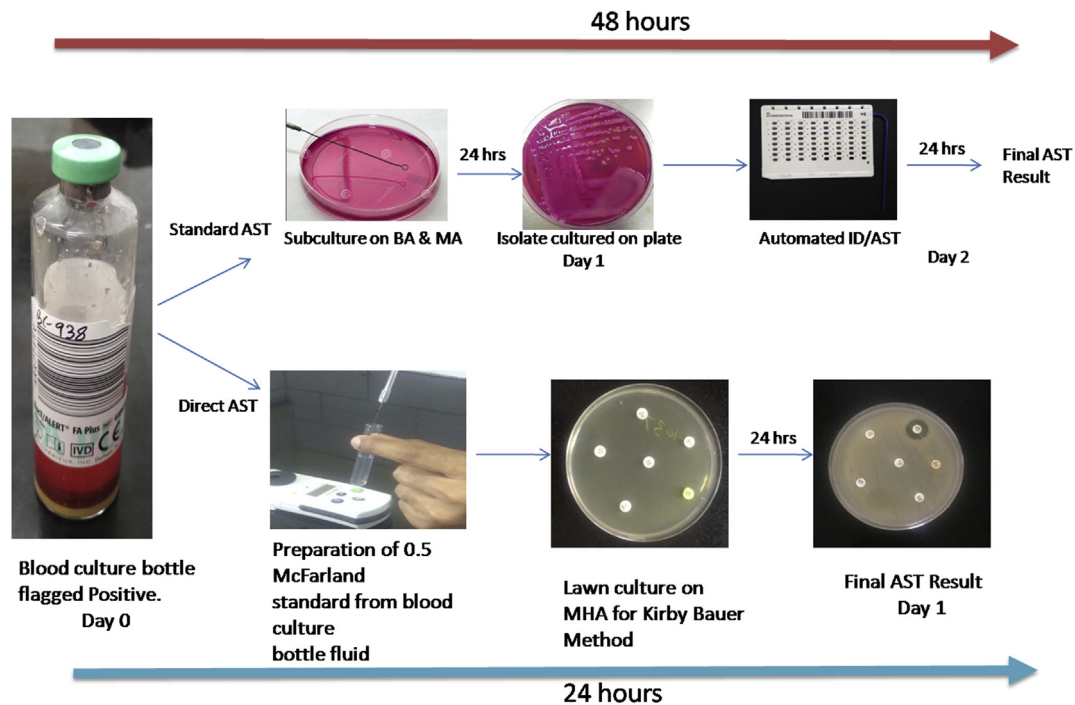 48 hours
24 hrs
24 hrs
Final AST
Result
Standard AST
Subculture on BA & MA
Isolate cultured on plate
Day 1
Automated ID/AST
Day 2
BC-938
FA Plus
IVD
CE
Direct AST
24 hrs
Blood culture bottle
flagged Positive.
Day 0
Preparation of 0.5
McFarland
standard from blood
culture
bottle fluid
Lawn culture on
MHA for Kirby Bauer
Method
Final AST Result
Day 1
24 hours